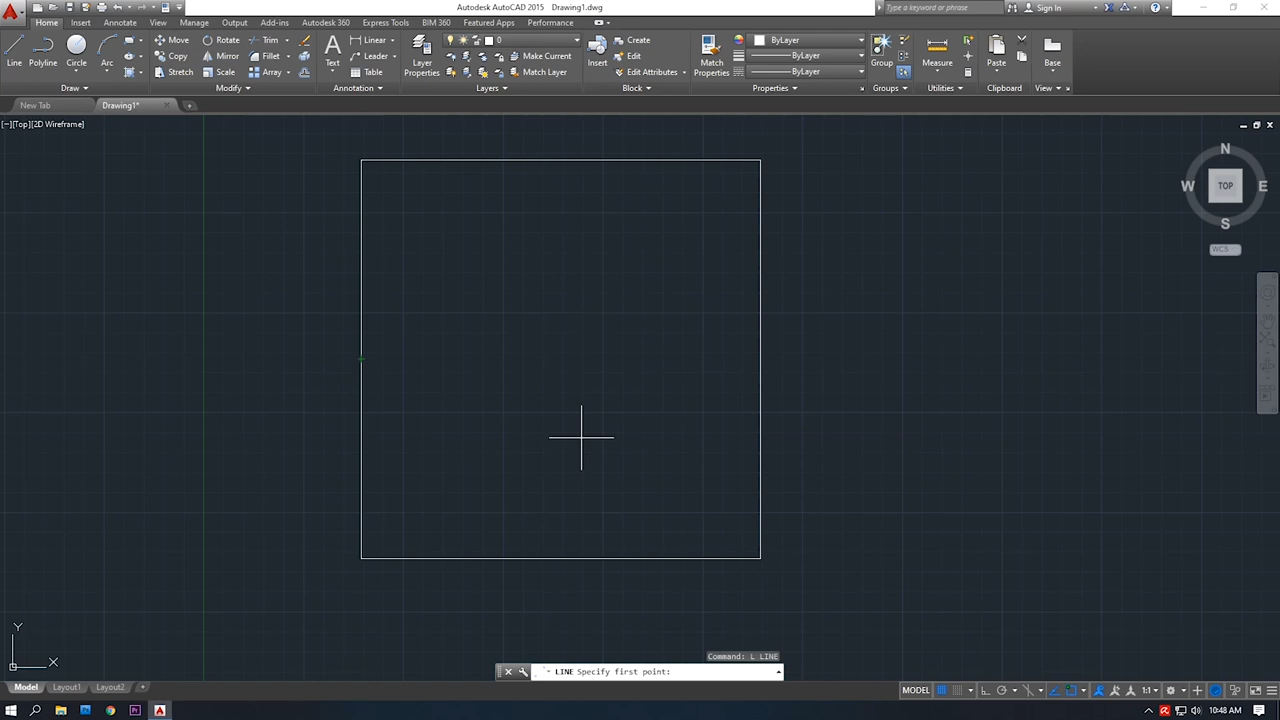 Autodesk AutoCAD 2015 Drawing1.dwg
Type a keyword or phrase
Sign In
Home Insert Annotate View Manage Output Add-ins Autodesk 360 Express Tools BIM 360 Featured Apps Performance
Line Polyline Circle Arc
Move Rotate Trim
Copy Mirror Fillet
Stretch Scale Array
Text Linear
Leader
Table
Layer Properties
0
Make Current
Match Layer
Insert Create
Edit
Edit Attributes
Match Properties
ByLayer
ByLayer
ByLayer
Group Measure Paste Base
Draw Modify Annotation Layers Block Properties Groups Utilities Clipboard View
New Tab Drawing1*
[−][Top][2D Wireframe]
N
W TOP E
S
WCS
Y
X
Command: L LINE
LINE Specify first point:
Model Layout1 Layout2
MODEL 1:1
10:48 AM